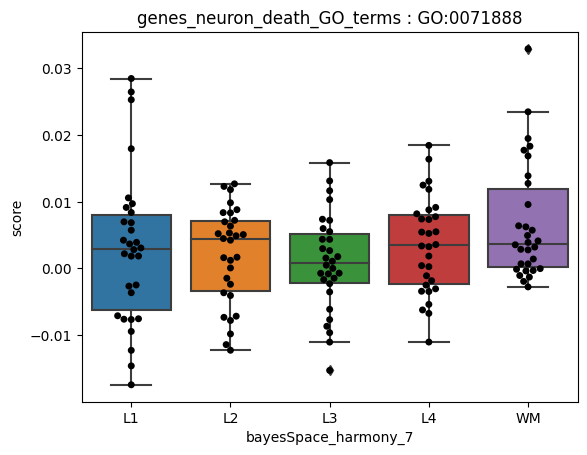 genes_neuron_death_GO_terms : GO:0071888
score
0.03
0.02
0.01
0.00
−0.01
L1 L2 L3 L4 WM
bayesSpace_harmony_7